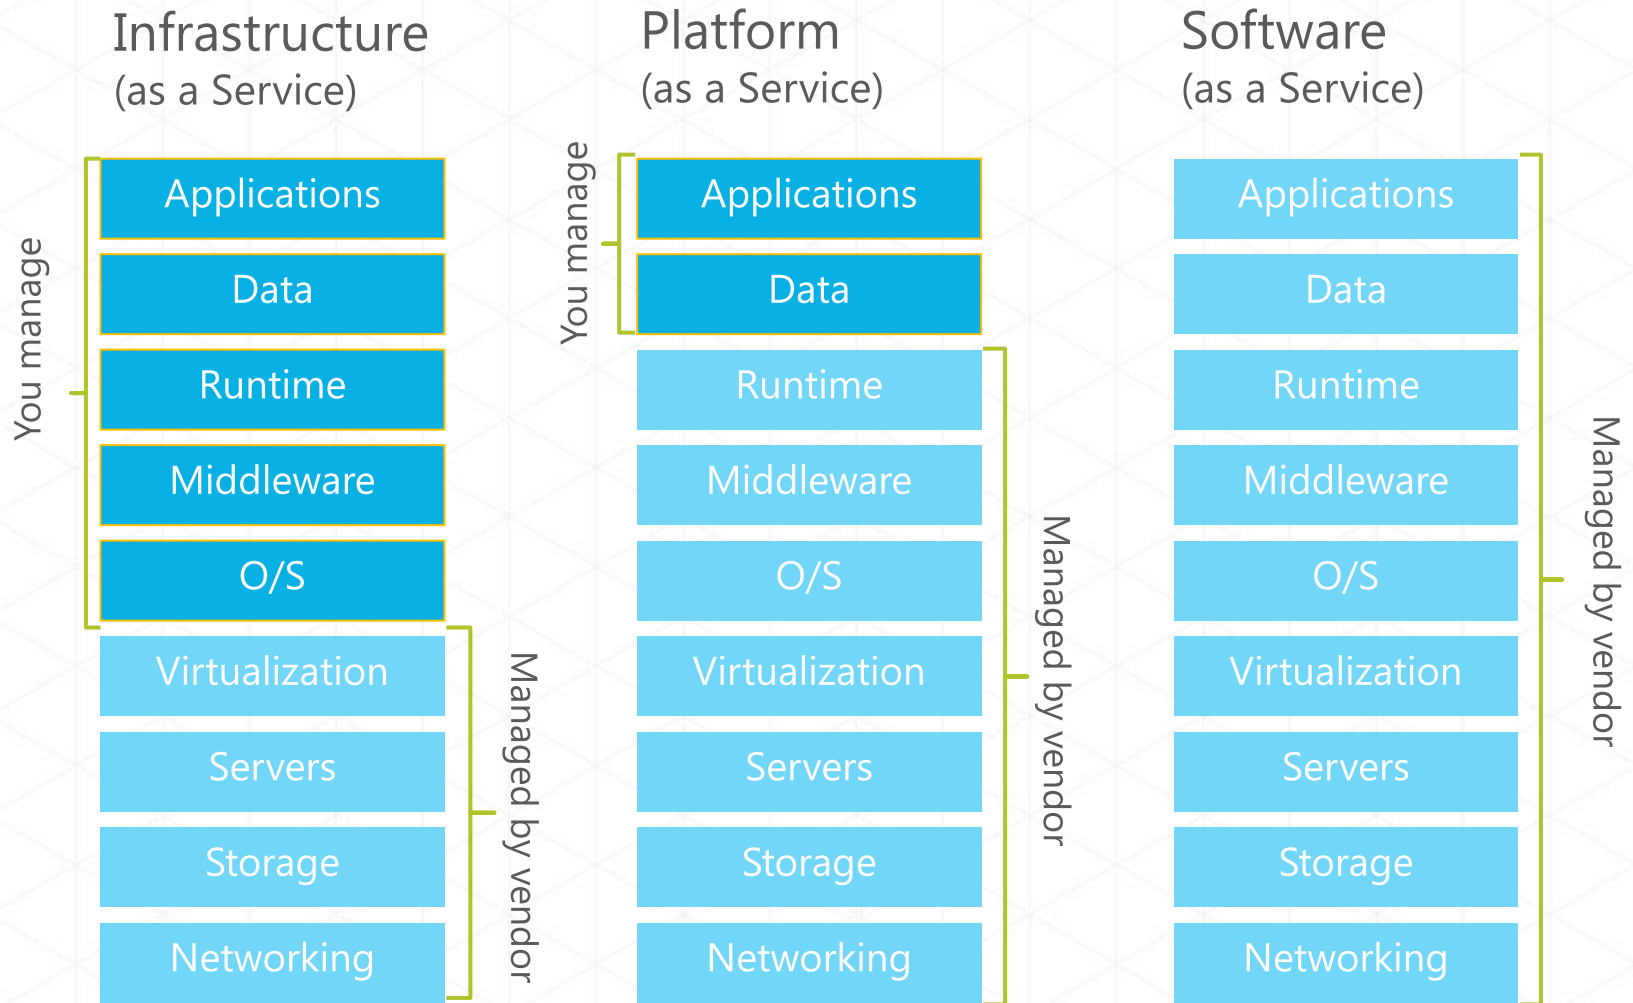 Infrastructure
(as a Service)
You manage
Applications
Data
Runtime
Middleware
O/S
Virtualization
Servers
Storage
Networking
Managed by vendor
Platform
(as a Service)
You manage
Applications
Data
Runtime
Middleware
O/S
Virtualization
Servers
Storage
Networking
Managed by vendor
Software
(as a Service)
Applications
Data
Runtime
Middleware
O/S
Virtualization
Servers
Storage
Networking
Managed by vendor